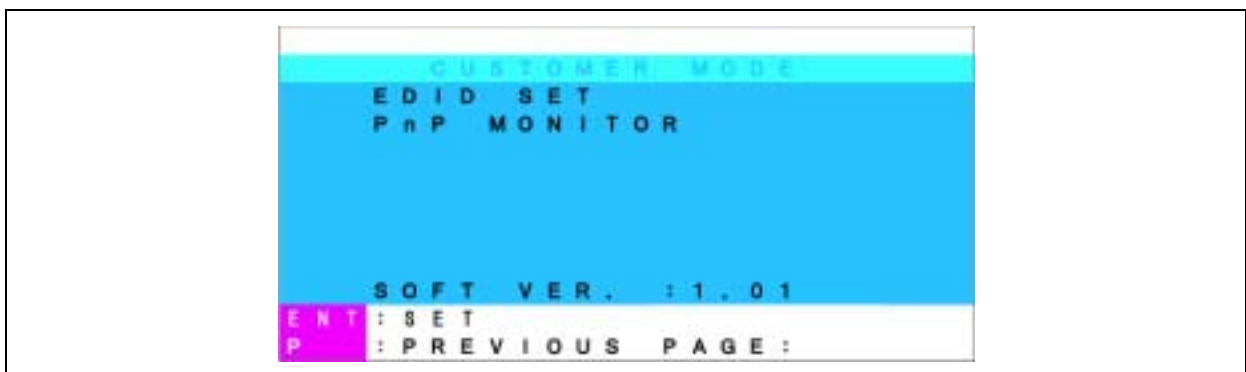 CUSTOMER MODE
EDID SET
PnP MONITOR
SOFT VER. :1.01
ENT:SET
P :PREVIOUS PAGE: